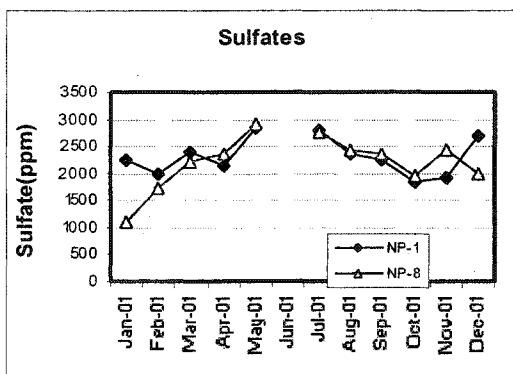 Sulfates
Sulfate(ppm)
3500
3000
2500
2000
1500
1000
500
0
NP-1
NP-8
Jan-01
Feb-01
Mar-01
Apr-01
May-01
Jun-01
Jul-01
Aug-01
Sep-01
Oct-01
Nov-01
Dec-01